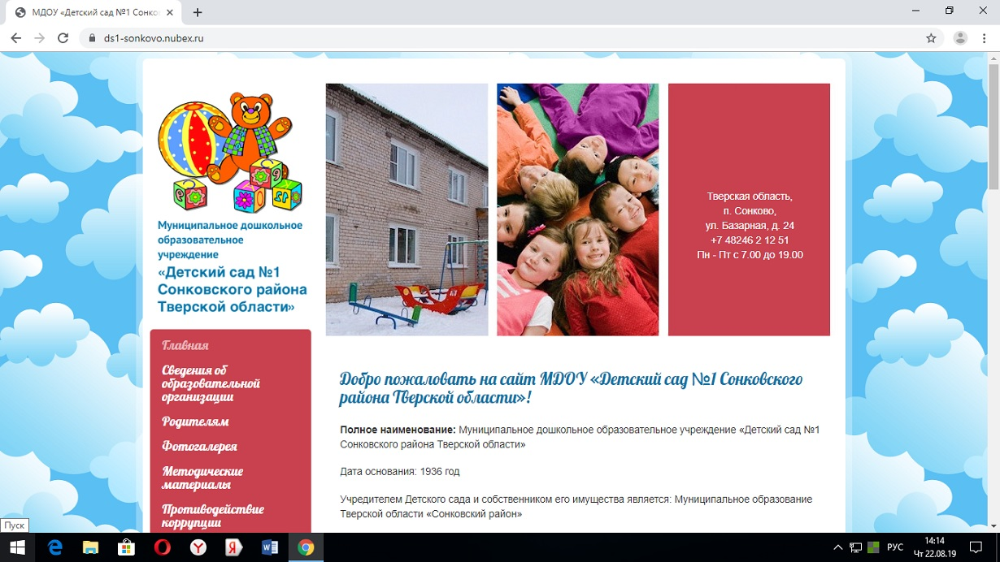 МДОУ «Детский сад №1 Сонко
ds1-sonkovo.nubex.ru
Муниципальное дошкольное
образовательное
учреждение
«Детский сад №1
Сонковского района
Тверской области»
Тверская область,
п. Сонково,
ул. Базарная, д. 24
+7 48246 2 12 51
Пн - Пт с 7.00 до 19.00
Главная
Сведения об
образовательной
организации
Родителям
Фотогалерея
Методические
материалы
Противодействие
коррупции
Добро пожаловать на сайт МДОУ «Детский сад №1 Сонковского
района Тверской области»!
Полное наименование: Муниципальное дошкольное образовательное учреждение «Детский сад №1
Сонковского района Тверской области»
Дата основания: 1936 год
Учредителем Детского сада и собственником его имущества является: Муниципальное образование
Тверской области «Сонковский район»
Пуск
РУС
14:14
Чт 22.08.19